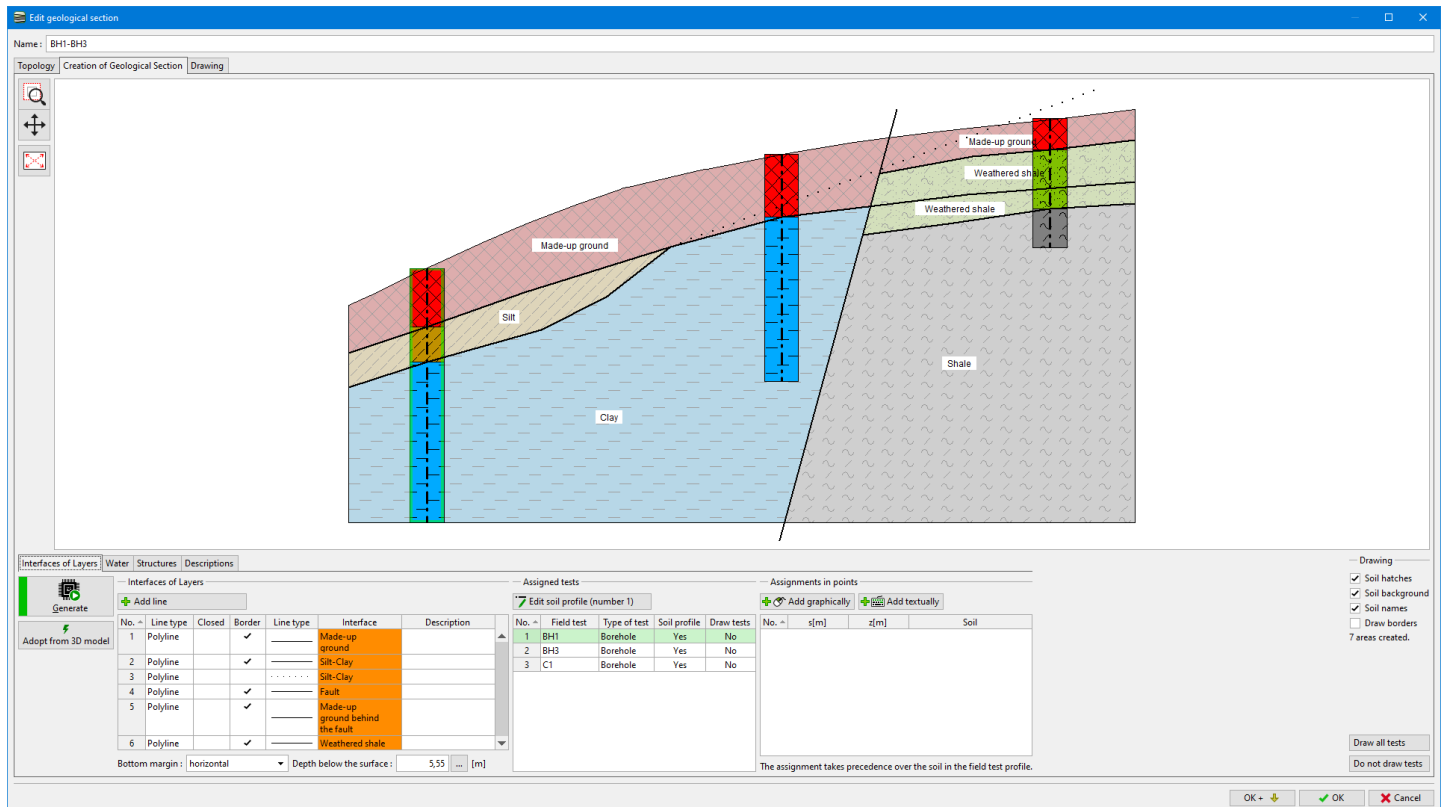 Edit geological section
Name : BH1-BH3
Topology Creation of Geological Section Drawing
Made-up ground
Weathered shale
Weathered shale
Made-up ground
Silt
Shale
Clay
Interfaces of Layers Water Structures Descriptions
Generate
Adopt from 3D model
Interfaces of Layers
Add line
No. Line type Closed Border Line type Interface Description
1 Polyline Made-up
ground
2 Polyline Silt-Clay
3 Polyline Silt-Clay
4 Polyline Fault
5 Polyline Made-up
ground behind
the fault
6 Polyline Weathered shale
Bottom margin : horizontal Depth below the surface : 5,55 ... [m]
Assigned tests
Edit soil profile (number 1)
No. Field test Type of test Soil profile Draw tests
1 BH1 Borehole Yes No
2 BH3 Borehole Yes No
3 C1 Borehole Yes No
Assignments in points
Add graphically Add textually
No. s[m] z[m] Soil
The assignment takes precedence over the soil in the field test profile.
Drawing
Soil hatches
Soil background
Soil names
Draw borders
7 areas created.
Draw all tests
Do not draw tests
OK + OK Cancel